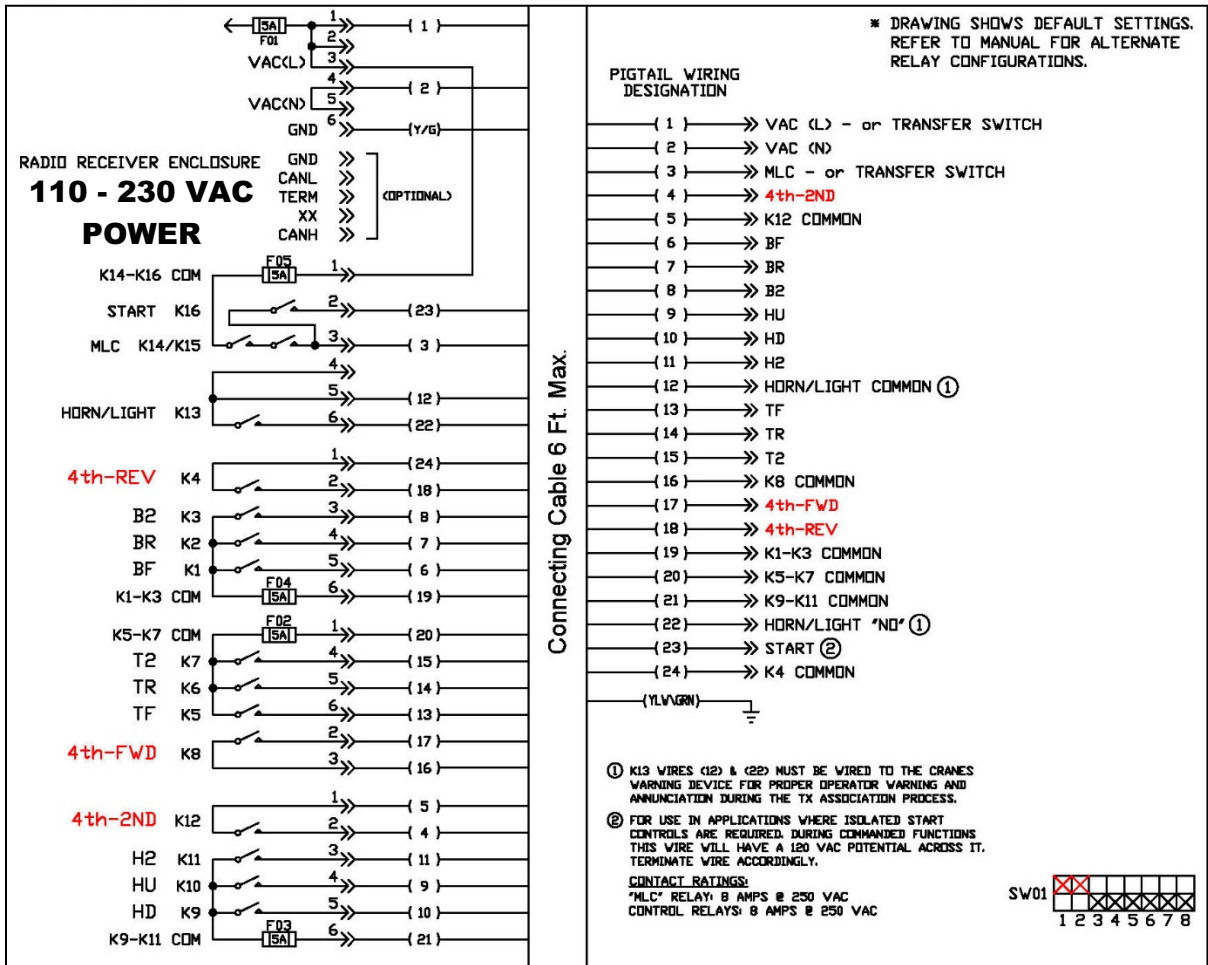 5A
F01
1
( 1 )
2
VAC(L) 3
4
( 2 )
VAC(N) 5
GND 6 (Y/G)
RADIO RECEIVER ENCLOSURE
110 - 230 VAC
POWER
GND
CANL
TERM
XX
CANH
(OPTIONAL)
K14-K16 COM F05 5A 1
START K16 2 (23)
MLC K14/K15 3 ( 3 )
4
5 (12)
HORN/LIGHT K13 6 (22)
1 (24)
4th-REV K4 2 (18)
B2 K3 3 ( 8 )
BR K2 4 ( 7 )
BF K1 5 ( 6 )
K1-K3 COM F04 5A 6 (19)
K5-K7 COM F02 5A 1 (20)
T2 K7 4 (15)
TR K6 5 (14)
TF K5 6 (13)
4th-FWD K8 2 (17)
3 (16)
1 ( 5 )
4th-2ND K12 2 ( 4 )
H2 K11 3 (11)
HU K10 4 ( 9 )
HD K9 5 (10)
K9-K11 COM F03 5A 6 (21)
Connecting Cable 6 Ft. Max.
* DRAWING SHOWS DEFAULT SETTINGS.
REFER TO MANUAL FOR ALTERNATE
RELAY CONFIGURATIONS.
PIGTAIL WIRING
DESIGNATION
( 1 ) VAC (L) - or TRANSFER SWITCH
( 2 ) VAC (N)
( 3 ) MLC - or TRANSFER SWITCH
( 4 ) 4th-2ND
( 5 ) K12 COMMON
( 6 ) BF
( 7 ) BR
( 8 ) B2
( 9 ) HU
(10) HD
(11) H2
(12) HORN/LIGHT COMMON ①
(13) TF
(14) TR
(15) T2
(16) K8 COMMON
(17) 4th-FWD
(18) 4th-REV
(19) K1-K3 COMMON
(20) K5-K7 COMMON
(21) K9-K11 COMMON
(22) HORN/LIGHT "NO" ①
(23) START ②
(24) K4 COMMON
(YLW\GRN)
① K13 WIRES (12) & (22) MUST BE WIRED TO THE CRANES
WARNING DEVICE FOR PROPER OPERATOR WARNING AND
ANNUNCIATION DURING THE TX ASSOCIATION PROCESS.
② FOR USE IN APPLICATIONS WHERE ISOLATED START
CONTROLS ARE REQUIRED. DURING COMMANDED FUNCTIONS
THIS WIRE WILL HAVE A 120 VAC POTENTIAL ACROSS IT.
TERMINATE WIRE ACCORDINGLY.
CONTACT RATINGS:
"MLC" RELAY: 8 AMPS @ 250 VAC
CONTROL RELAYS: 8 AMPS @ 250 VAC
SW01
1 2 3 4 5 6 7 8